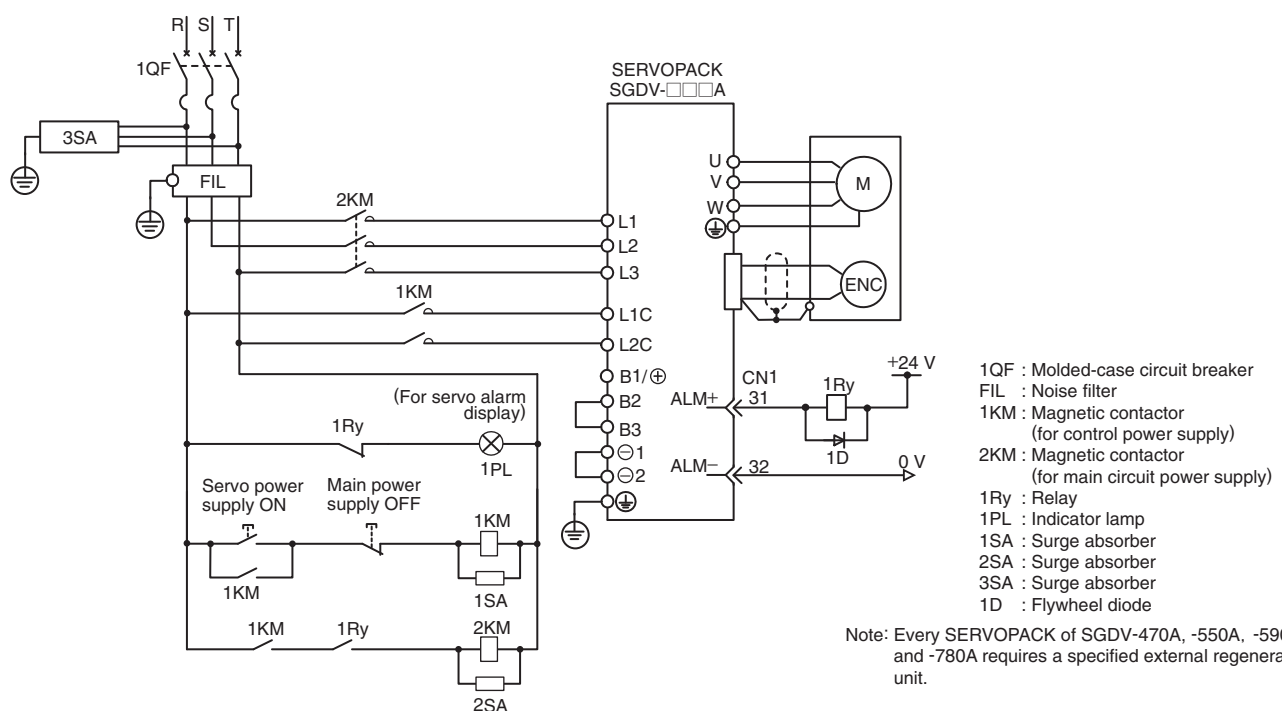 R S T
1QF
3SA
FIL
SERVOPACK
SGDV-□□□A
2KM
L1
L2
L3
1KM
L1C
L2C
B1/⊕
B2
B3
⊖1
⊖2
U
V
W
M
ENC
CN1
ALM+
31
1Ry
+24 V
1D
ALM−
32
0 V
(For servo alarm
display)
1Ry
1PL
Servo power
supply ON
Main power
supply OFF
1KM
1KM
1SA
1KM
1Ry
2KM
2SA
1QF : Molded-case circuit breaker
FIL : Noise filter
1KM : Magnetic contactor
(for control power supply)
2KM : Magnetic contactor
(for main circuit power supply)
1Ry : Relay
1PL : Indicator lamp
1SA : Surge absorber
2SA : Surge absorber
3SA : Surge absorber
1D : Flywheel diode
Note: Every SERVOPACK of SGDV-470A, -550A,
and -780A requires a specified external
unit.